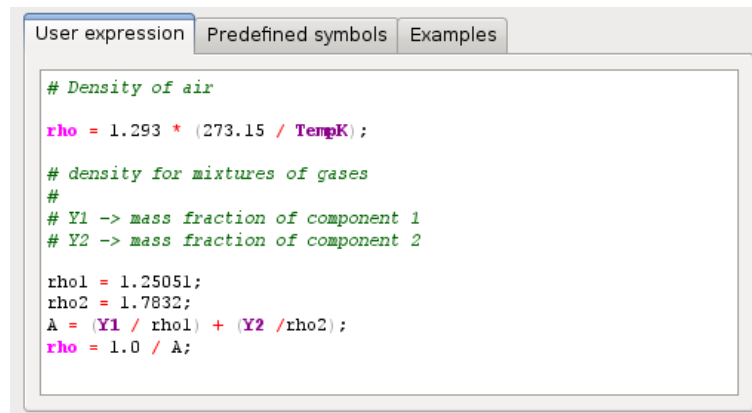 User expression Predefined symbols Examples
# Density of air
rho = 1.293 * (273.15 / TempK);
# density for mixtures of gases
#
# Y1 -> mass fraction of component 1
# Y2 -> mass fraction of component 2
rho1 = 1.25051;
rho2 = 1.7832;
A = (Y1 / rho1) + (Y2 /rho2);
rho = 1.0 / A;